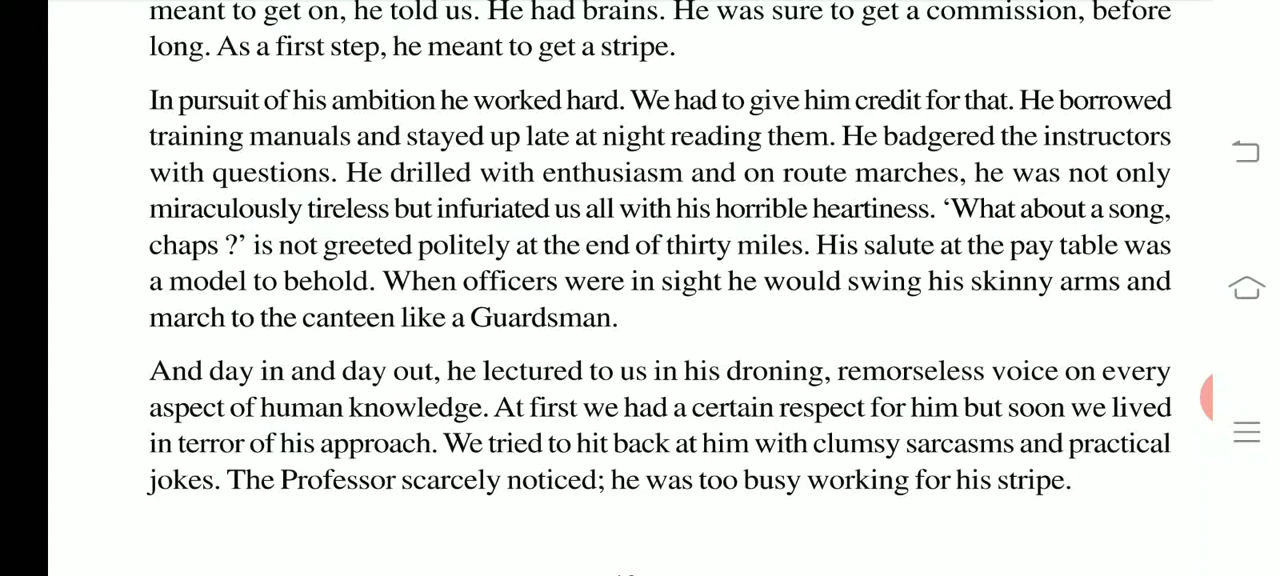 meant to get on, he told us. He had brains. He was sure to get a commission, before
long. As a first step, he meant to get a stripe.
In pursuit of his ambition he worked hard. We had to give him credit for that. He borrowed
training manuals and stayed up late at night reading them. He badgered the instructors
with questions. He drilled with enthusiasm and on route marches, he was not only
miraculously tireless but infuriated us all with his horrible heartiness. ‘What about a song,
chaps ?’ is not greeted politely at the end of thirty miles. His salute at the pay table was
a model to behold. When officers were in sight he would swing his skinny arms and
march to the canteen like a Guardsman.
And day in and day out, he lectured to us in his droning, remorseless voice on every
aspect of human knowledge. At first we had a certain respect for him but soon we lived
in terror of his approach. We tried to hit back at him with clumsy sarcasms and practical
jokes. The Professor scarcely noticed; he was too busy working for his stripe.